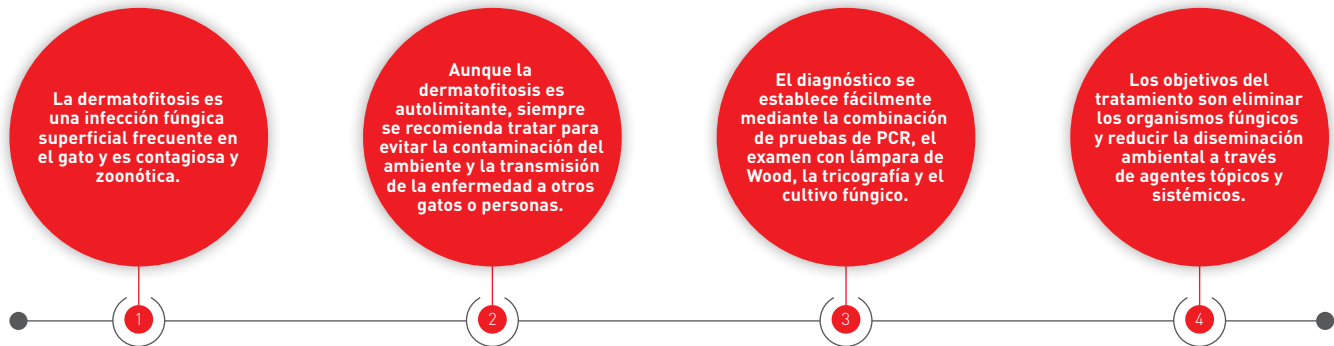 La dermatofitosis es
una infección fúngica
superficial frecuente en
el gato y es contagiosa y
zoonótica.
Aunque la
dermatofitosis es
autolimitante, siempre
se recomienda tratar para
evitar la contaminación del
ambiente y la transmisión
de la enfermedad a otros
gatos o personas.
El diagnóstico se
establece fácilmente
mediante la combinación
de pruebas de PCR, el
examen con lámpara de
Wood, la tricografía y el
cultivo fúngico.
Los objetivos del
tratamiento son eliminar
los organismos fúngicos
y reducir la diseminación
ambiental a través
de agentes tópicos y
sistémicos.
1
2
3
4